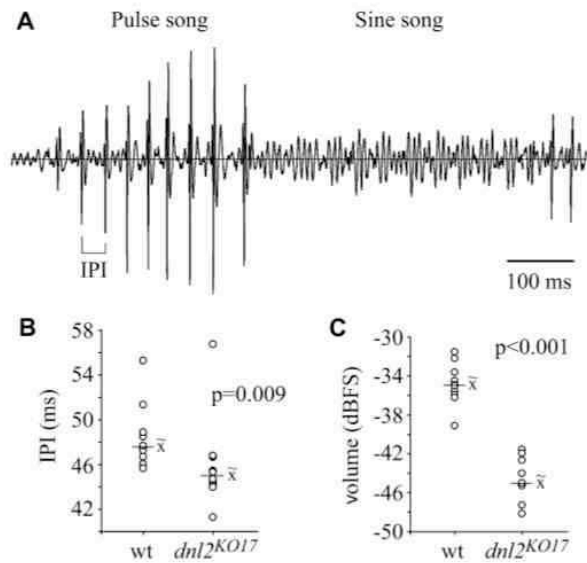 A
Pulse song
Sine song
IPI
100 ms
B
58
54
50
46
42
IPI (ms)
p=0.009
x̃
x̃
wt
dnl2KO17
C
-30
-34
-38
-42
-46
-50
volume (dBFS)
p<0.001
x̃
x̃
wt
dnl2KO17